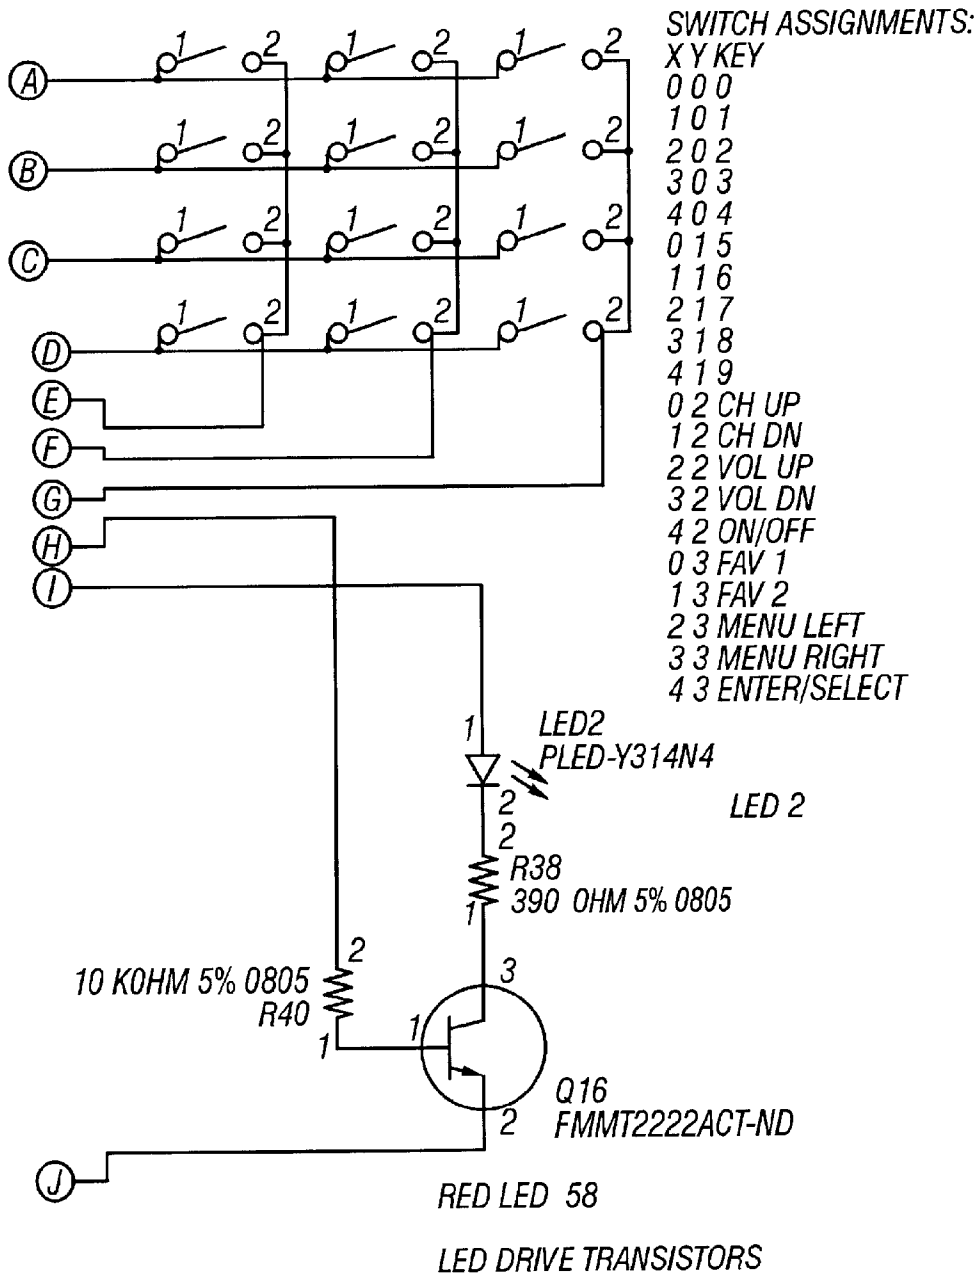 SWITCH ASSIGNMENTS:
X Y KEY
0 0 0
1 0 1
2 0 2
3 0 3
4 0 4
0 1 5
1 1 6
2 1 7
3 1 8
4 1 9
0 2 CH UP
1 2 CH DN
2 2 VOL UP
3 2 VOL DN
4 2 ON/OFF
0 3 FAV 1
1 3 FAV 2
2 3 MENU LEFT
3 3 MENU RIGHT
4 3 ENTER/SELECT
1 2 1 2 1 2
A
1 2 1 2 1 2
B
1 2 1 2 1 2
C
1 2 1 2 1 2
D
E
F
G
H
I
1
LED2
PLED-Y314N4
2
LED 2
2
R38
390 OHM 5% 0805
1
2
10 KOHM 5% 0805
R40
1
3
1
Q16
FMMT2222ACT-ND
2
J
RED LED 58
LED DRIVE TRANSISTORS